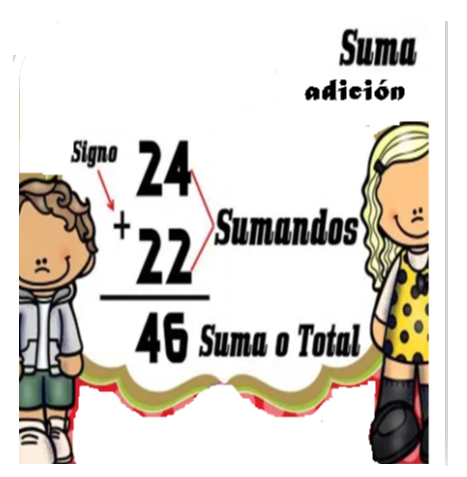 Suma
adición
Signo
24
+
Sumandos
22
46 Suma o Total